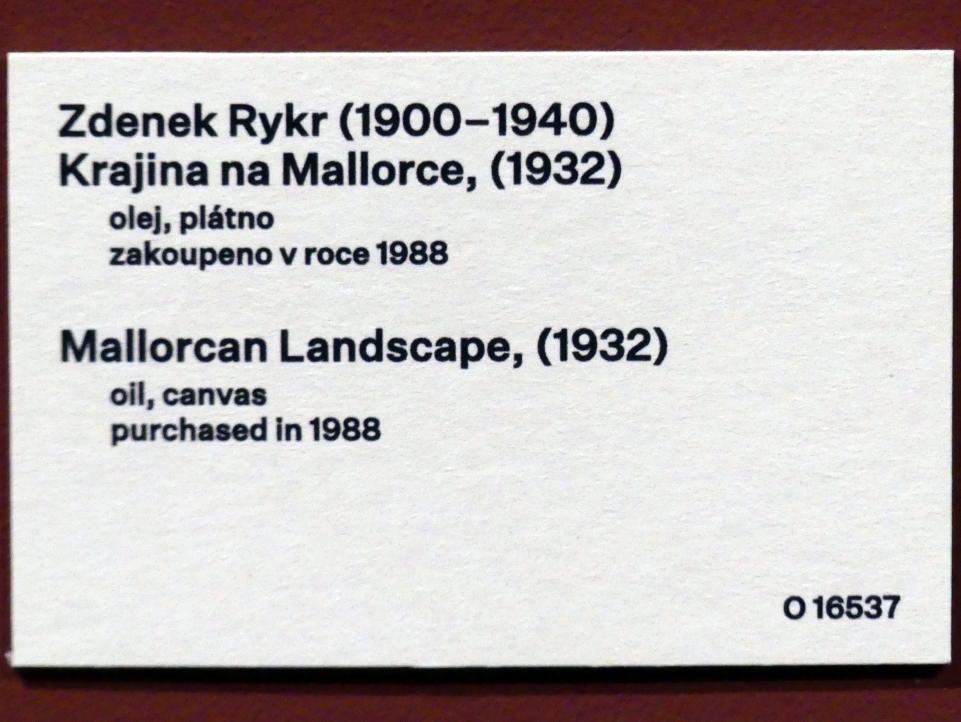 Zdenek Rykr (1900–1940)
Krajina na Mallorce, (1932)
olej, plátno
zakoupeno v roce 1988
Mallorcan Landscape, (1932)
oil, canvas
purchased in 1988
O 16537